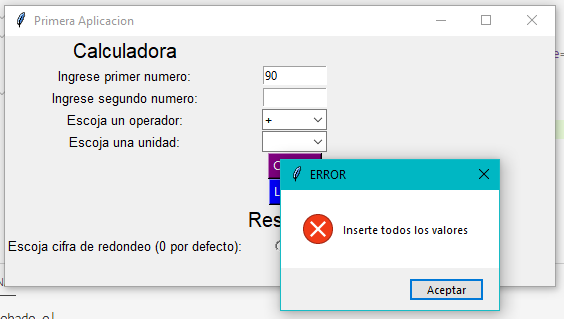 Primera Aplicacion
Calculadora
Ingrese primer numero:
90
Ingrese segundo numero:
Escoja un operador:
+
Escoja una unidad:
ERROR
Inserte todos los valores
Escoja cifra de redondeo (0 por defecto):
Aceptar